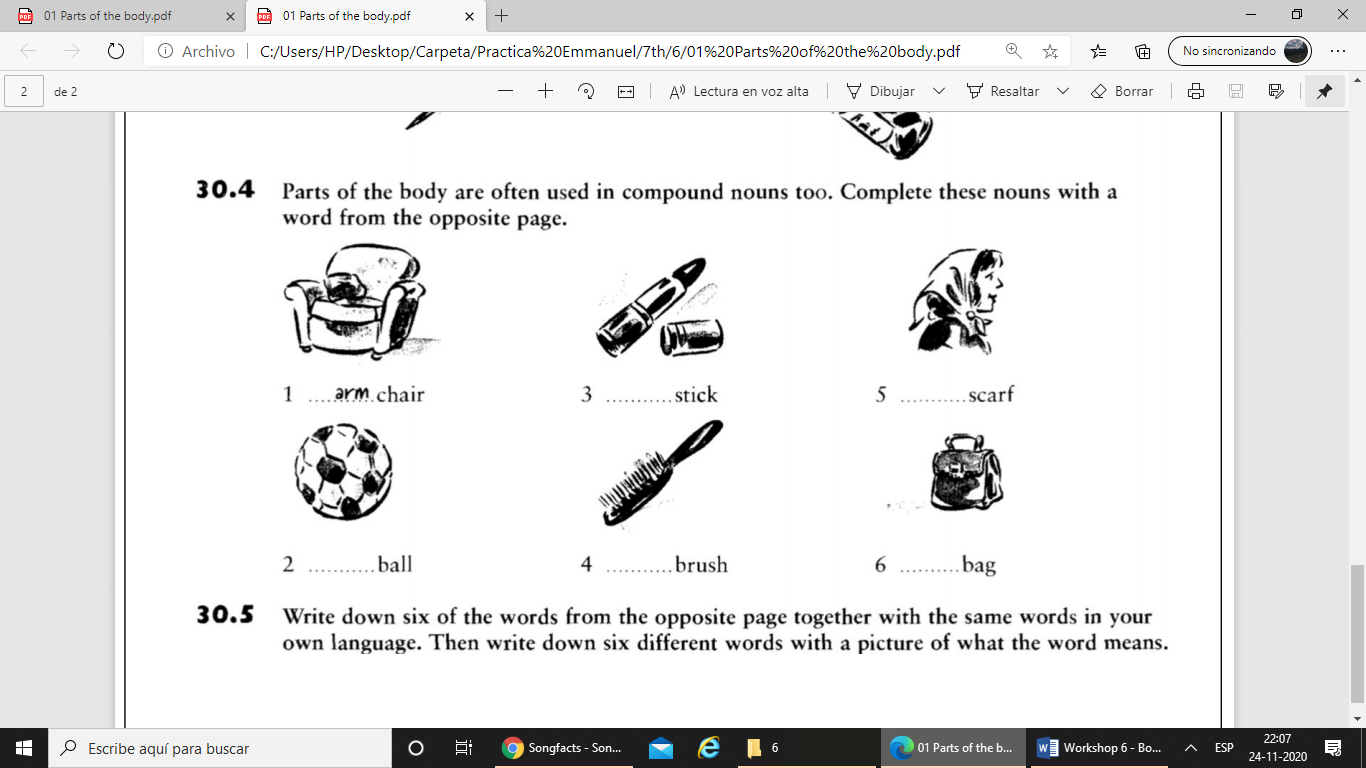 01 Parts of the body.pdf
01 Parts of the body.pdf
Archivo
C:/Users/HP/Desktop/Carpeta/Practica%20Emmanuel/7th/6/01%20Parts%20of%20the%20body.pdf
No sincronizando
2
de 2
Lectura en voz alta
Dibujar
Resaltar
Borrar
30.4 Parts of the body are often used in compound nouns too. Complete these nouns with a
word from the opposite page.
1 ....arm.chair
3 ...........stick
5 ...........scarf
2 ...........ball
4 ...........brush
6 ..........bag
30.5 Write down six of the words from the opposite page together with the same words in your
own language. Then write down six different words with a picture of what the word means.
Escribe aquí para buscar
Songfacts - Son...
6
01 Parts of the b...
Workshop 6 - Bo...
ESP
22:07
24-11-2020